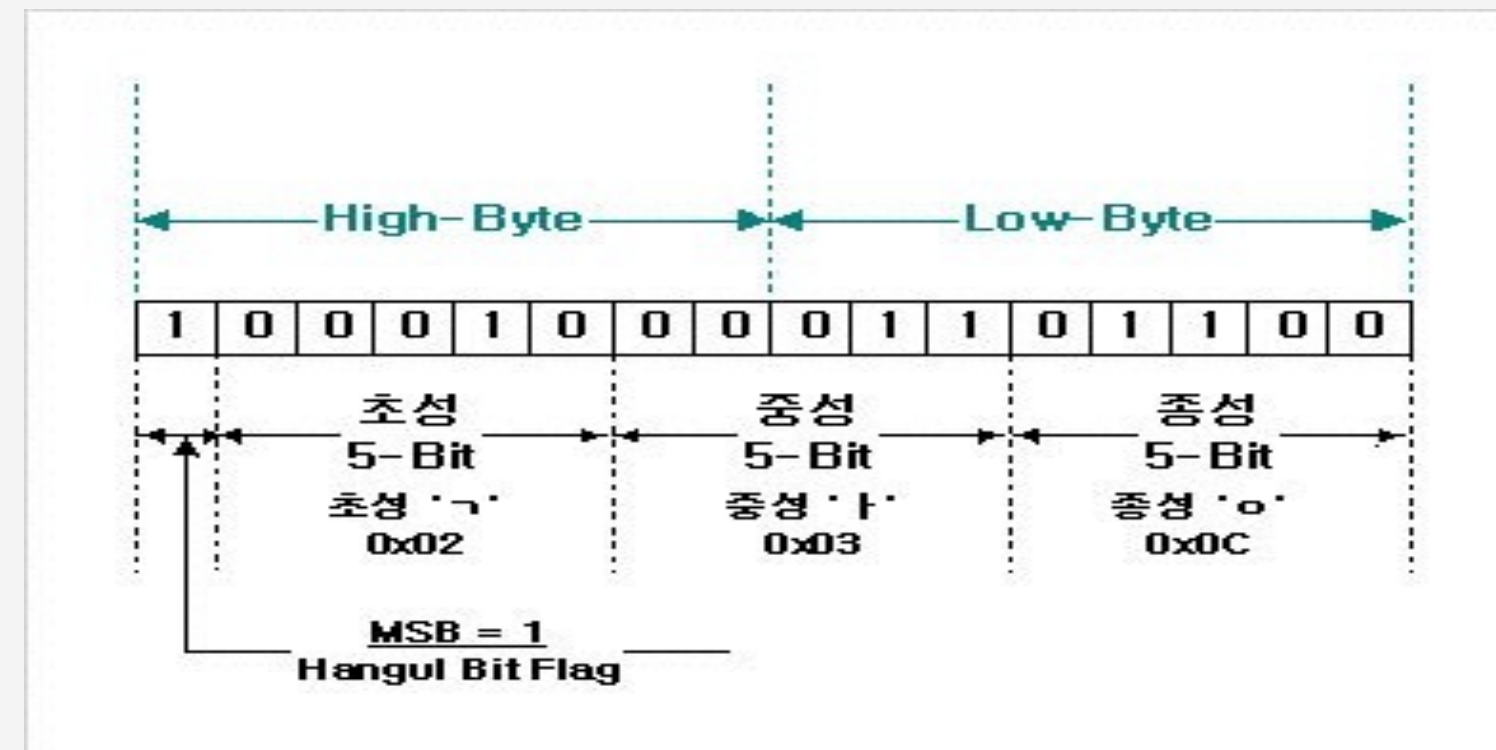 High-Byte Low-Byte
1 0 0 0 1 0 0 0 0 1 1 0 1 1 0 0
초성 중성 종성
5-Bit 5-Bit 5-Bit
초성 'ㄱ' 중성 'ㅏ' 종성 'ㅇ'
0x02 0x03 0x0C
MSB = 1
Hangul Bit Flag